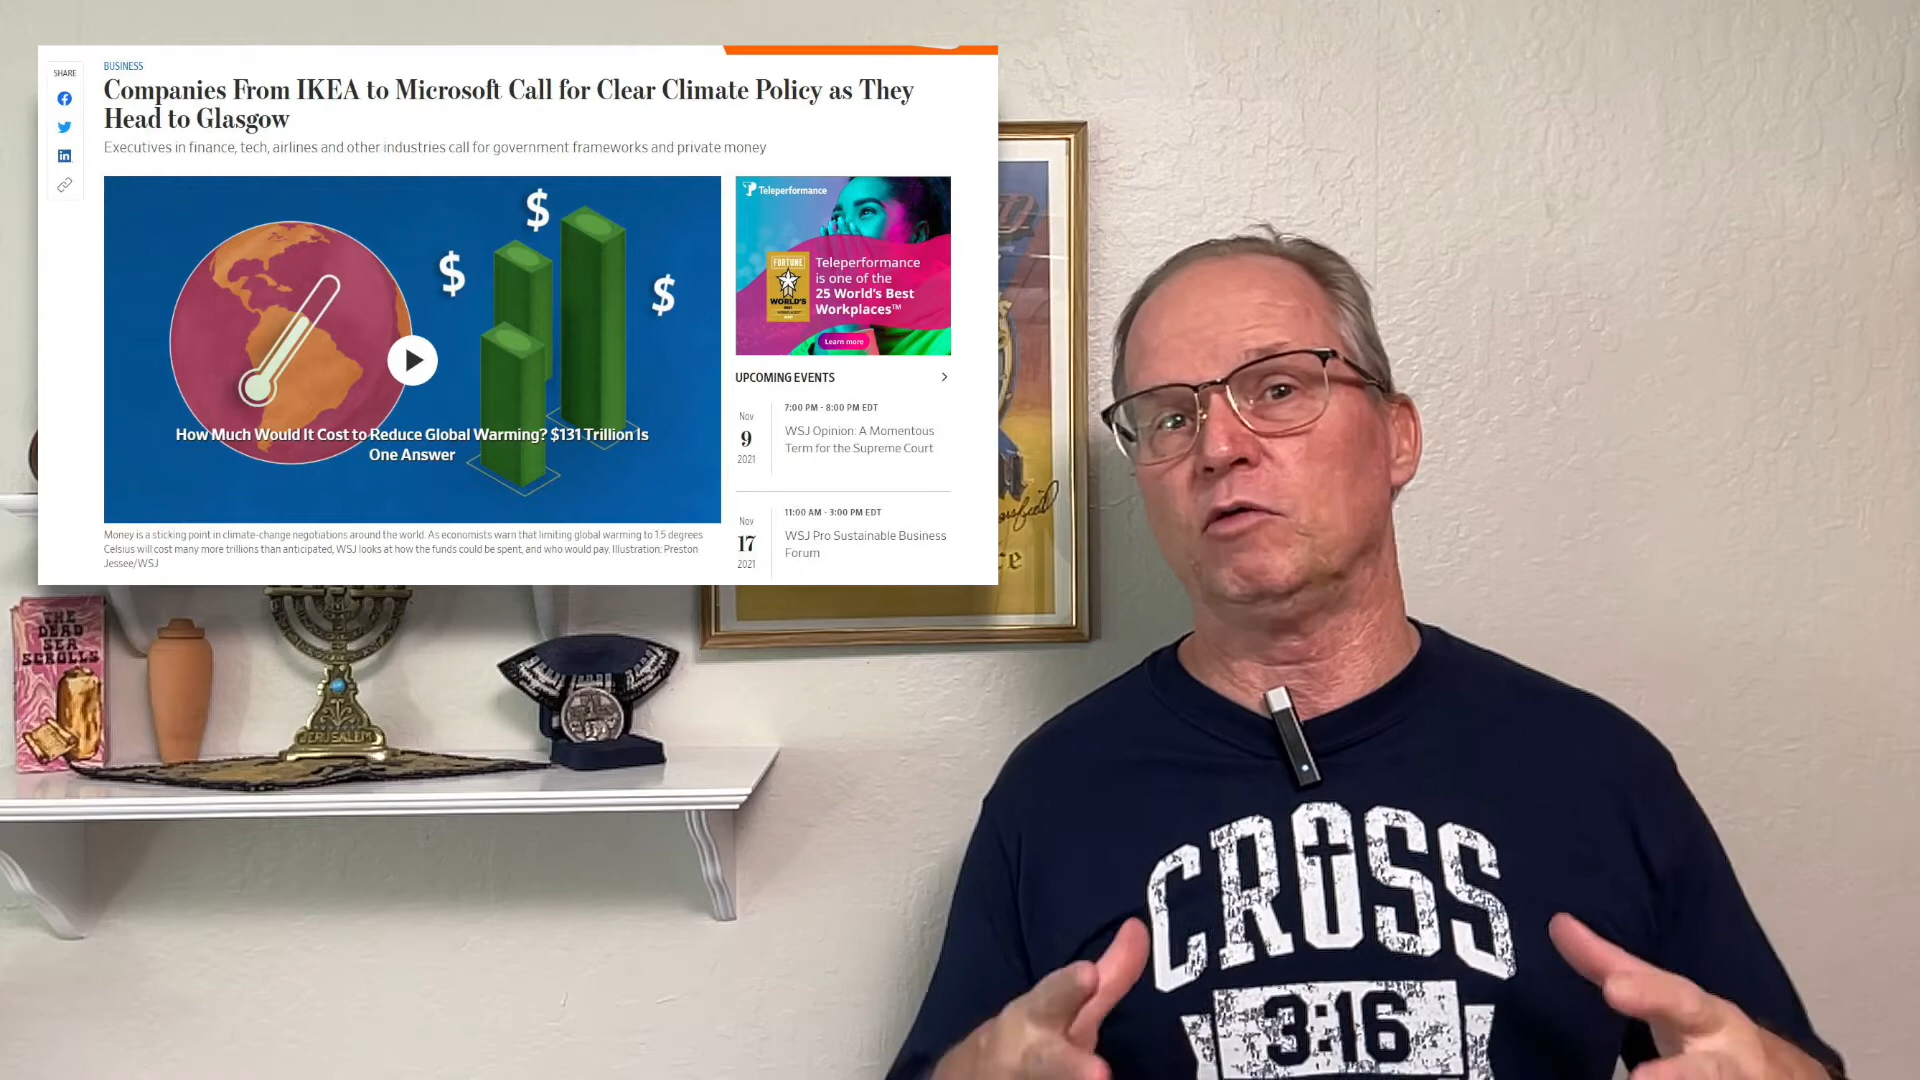 SHARE
BUSINESS
Companies From IKEA to Microsoft Call for Clear Climate Policy as They
Head to Glasgow
Executives in finance, tech, airlines and other industries call for government frameworks and private money
$
$
$
How Much Would It Cost to Reduce Global Warming? $131 Trillion Is
One Answer
Money is a sticking point in climate-change negotiations around the world. As economists warn that limiting global warming to 1.5 degrees
Celsius will cost many more trillions than anticipated, WSJ looks at how the funds could be spent, and who would pay. Illustration: Preston
Jessee/WSJ
Teleperformance
FORTUNE
WORLD'S
BEST
WORKPLACES™
Teleperformance
is one of the
25 World's Best
Workplaces™
Learn more
UPCOMING EVENTS
Nov
9
2021
7:00 PM - 8:00 PM EDT
WSJ Opinion: A Momentous
Term for the Supreme Court
Nov
17
2021
11:00 AM - 3:00 PM EDT
WSJ Pro Sustainable Business
Forum
THE
DEAD
SEA
SCROLLS
JERUSALEM
CROSS
3:16